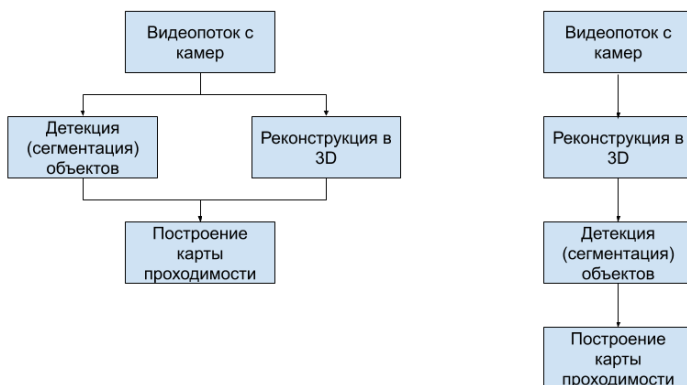 Видеопоток с
камер
Детекция
(сегментация)
объектов
Реконструкция в
3D
Построение
карты
проходимости
Видеопоток с
камер
Реконструкция в
3D
Детекция
(сегментация)
объектов
Построение
карты
проходимости